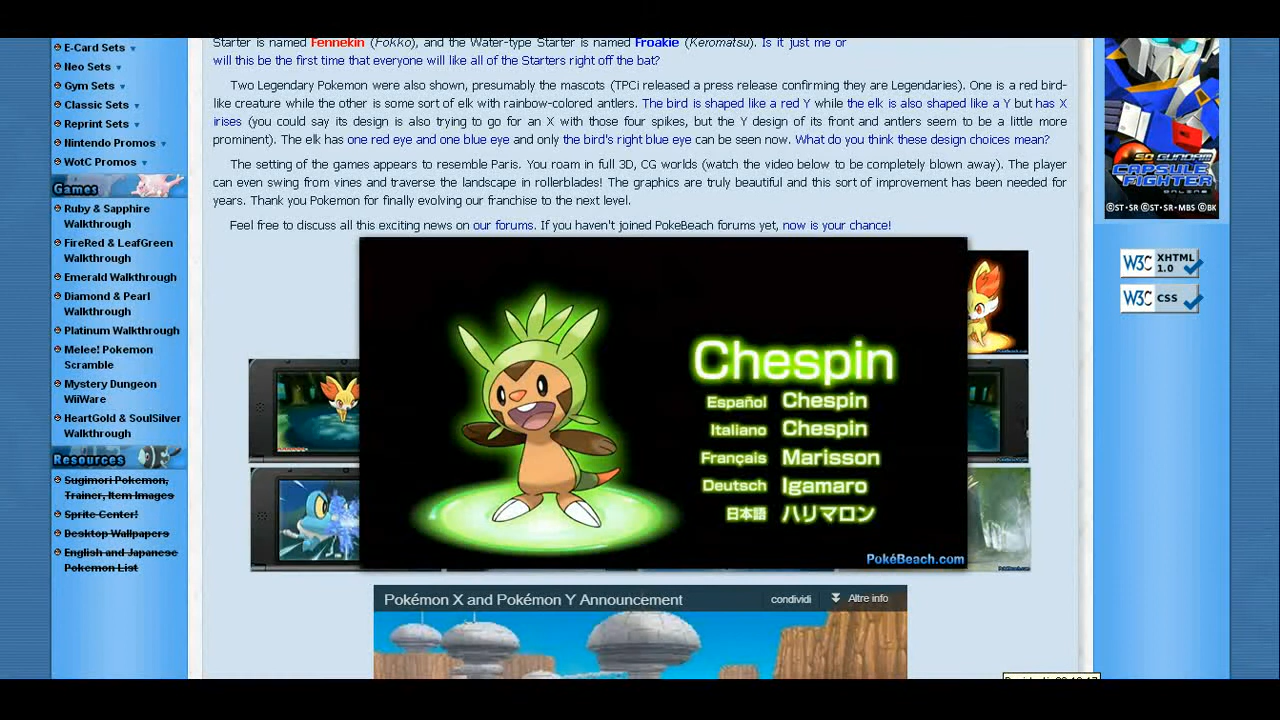 E-Card Sets
Neo Sets
Gym Sets
Classic Sets
Reprint Sets
Nintendo Promos
WotC Promos
Games
Ruby & Sapphire
Walkthrough
FireRed & LeafGreen
Walkthrough
Emerald Walkthrough
Diamond & Pearl
Walkthrough
Platinum Walkthrough
Melee! Pokemon
Scramble
Mystery Dungeon
WiiWare
HeartGold & SoulSilver
Walkthrough
Resources
Sugimori Pokemon,
Trainer, Item Images
Sprite Center!
Desktop Wallpapers
English and Japanese
Pokemon List
Starter is named Fennekin (Fokko), and the Water-type Starter is named Froakie (Keromatsu). Is it just me or
will this be the first time that everyone will like all of the Starters right off the bat?
Two Legendary Pokemon were also shown, presumably the mascots (TPCi released a press release confirming they are Legendaries). One is a red bird-
like creature while the other is some sort of elk with rainbow-colored antlers. The bird is shaped like a red Y while the elk is also shaped like a Y but has X
irises (you could say its design is also trying to go for an X with those four spikes, but the Y design of its front and antlers seem to be a little more
prominent). The elk has one red eye and one blue eye and only the bird's right blue eye can be seen now. What do you think these design choices mean?
The setting of the games appears to resemble Paris. You roam in full 3D, CG worlds (watch the video below to be completely blown away). The player
can even swing from vines and traverse the landscape in rollerblades! The graphics are truly beautiful and this sort of improvement has been needed for
years. Thank you Pokemon for finally evolving our franchise to the next level.
Feel free to discuss all this exciting news on our forums. If you haven't joined PokeBeach forums yet, now is your chance!
Chespin
Español Chespin
Italiano Chespin
Français Marisson
Deutsch Igamaro
日本語 ハリマロン
PokéBeach.com
Pokémon X and Pokémon Y Announcement
condividi
Altre info
SD GUNDAM
CAPSULE
FIGHTER
ONLINE
©ST・SR ©ST・SR・MBS ©BK
W3C XHTML
1.0
W3C CSS